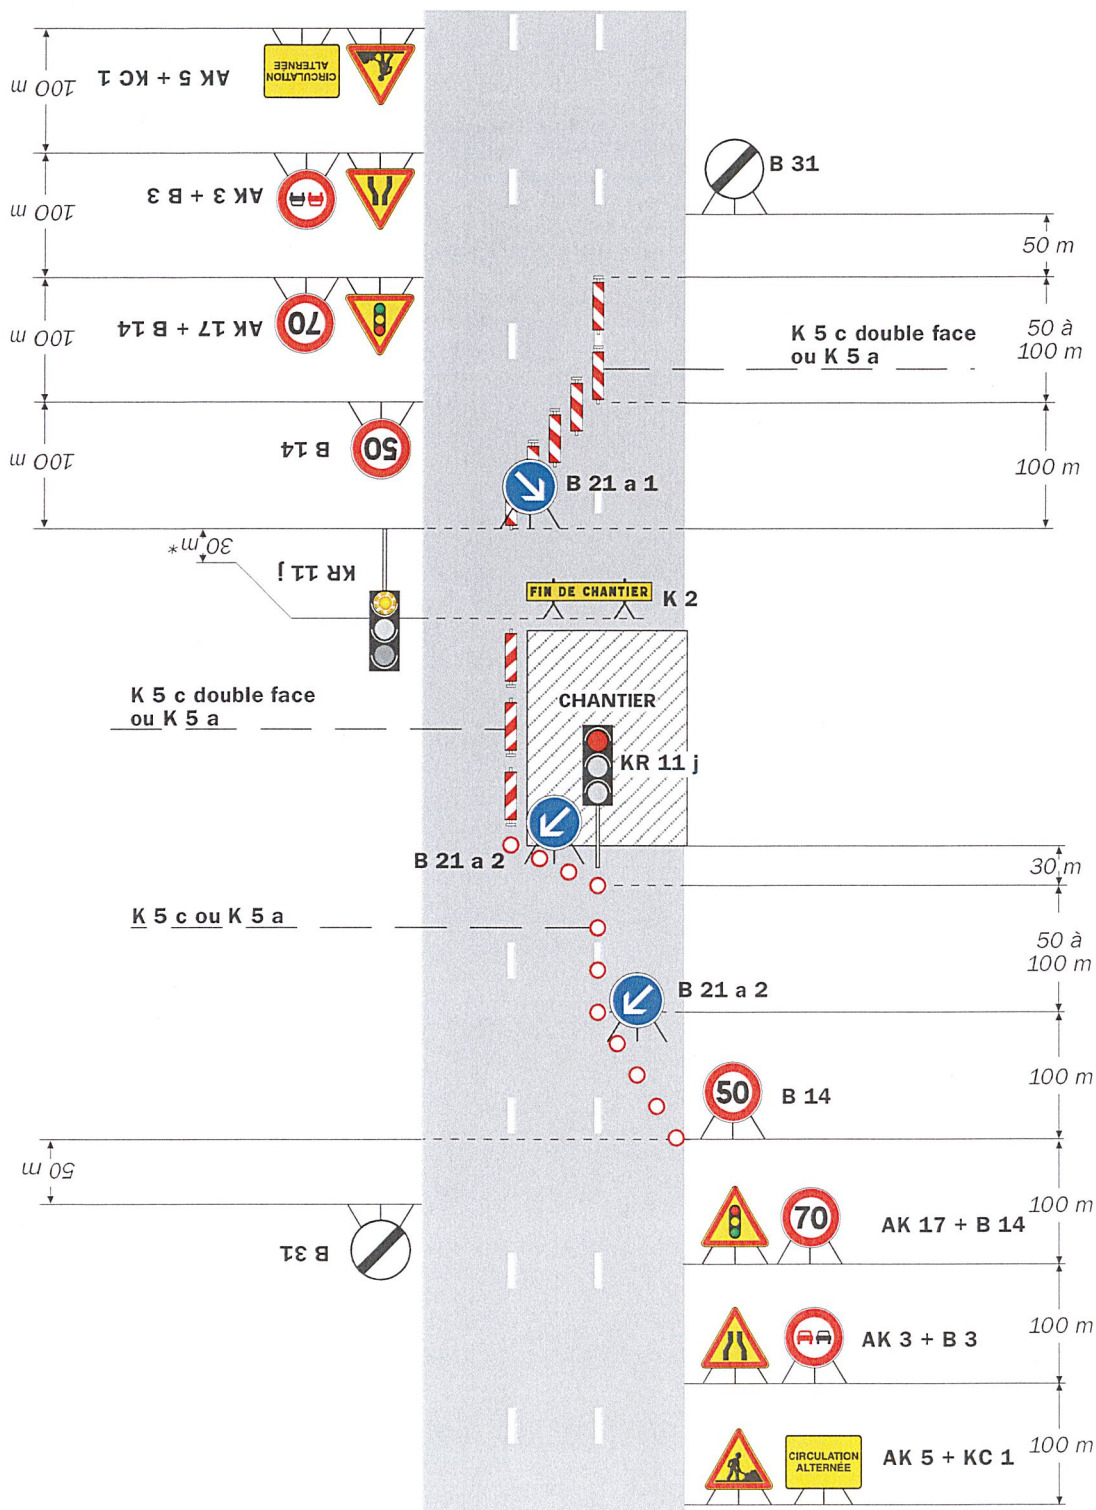 100 m
AK 5 + KC 1
CIRCULATION
ALTERNÉE
100 m
AK 3 + B 3
B 31
50 m
100 m
AK 17 + B 14
70
K 5 c double face
ou K 5 a
50 à
100 m
100 m
B 14
50
B 21 a 1
100 m
30 m*
KR 11 j
FIN DE CHANTIER
K 2
K 5 c double face
ou K 5 a
CHANTIER
KR 11 j
B 21 a 2
30 m
K 5 c ou K 5 a
50 à
100 m
B 21 a 2
50
B 14
100 m
50 m
B 31
70
AK 17 + B 14
100 m
AK 3 + B 3
100 m
CIRCULATION
ALTERNÉE
AK 5 + KC 1
100 m